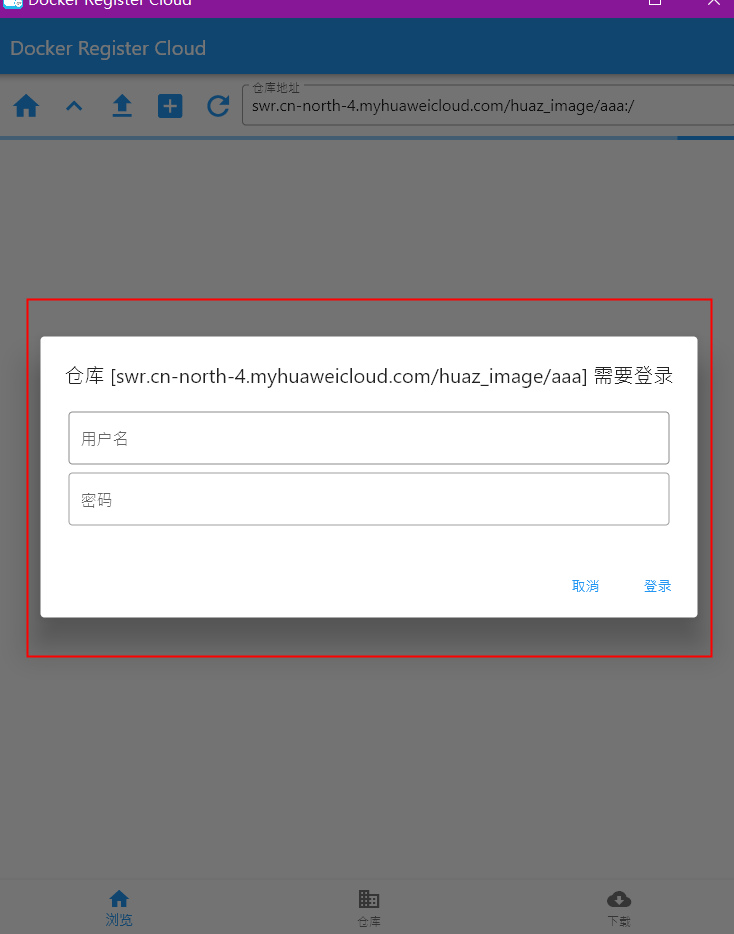 Docker Register Cloud
Docker Register Cloud
仓库地址
swr.cn-north-4.myhuaweicloud.com/huaz_image/aaa:/
仓库 [swr.cn-north-4.myhuaweicloud.com/huaz_image/aaa] 需要登录
用户名
密码
取消 登录
浏览 仓库 下载